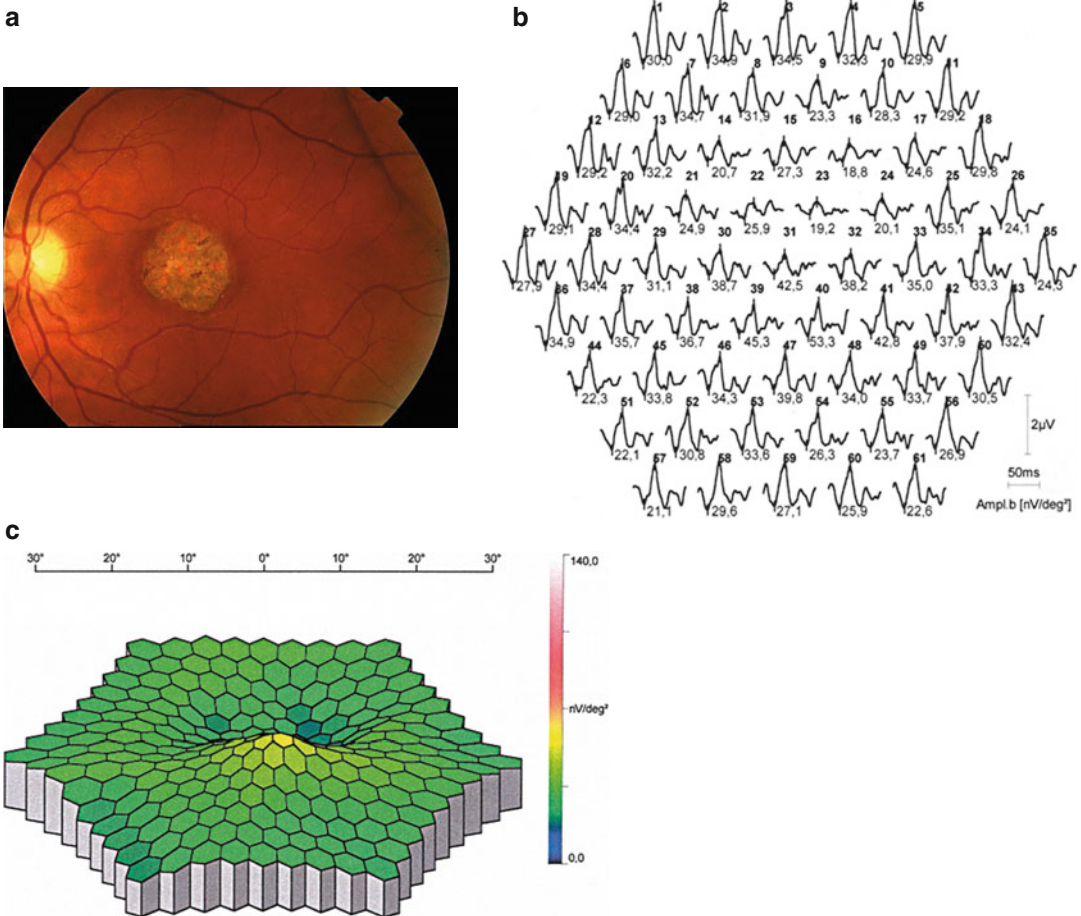 a
b
1 2 3 4 5
30,0 34,9 34,5 32,3 29,9
6 7 8 9 10 11
29,0 34,7 31,9 23,3 28,3 29,2
12 13 14 15 16 17 18
29,2 32,2 20,7 27,3 18,8 24,6 29,8
19 20 21 22 23 24 25 26
29,1 34,4 24,9 25,9 19,2 20,1 35,1 24,1
27 28 29 30 31 32 33 34 35
27,9 34,4 31,1 38,7 42,5 38,2 35,0 33,3 24,3
36 37 38 39 40 41 42 43
34,9 35,7 36,7 45,3 53,3 42,8 37,9 32,4
44 45 46 47 48 49 50
22,3 33,8 34,3 39,8 34,0 33,7 30,5
51 52 53 54 55 56
22,1 30,8 33,6 26,3 23,7 26,9
2µV
57 58 59 60 61
21,1 29,6 27,1 25,9 22,6
50ms
Ampl.b [nV/deg²]
c
30° 20° 10° 0° 10° 20° 30°
140,0
nV/deg²
0,0